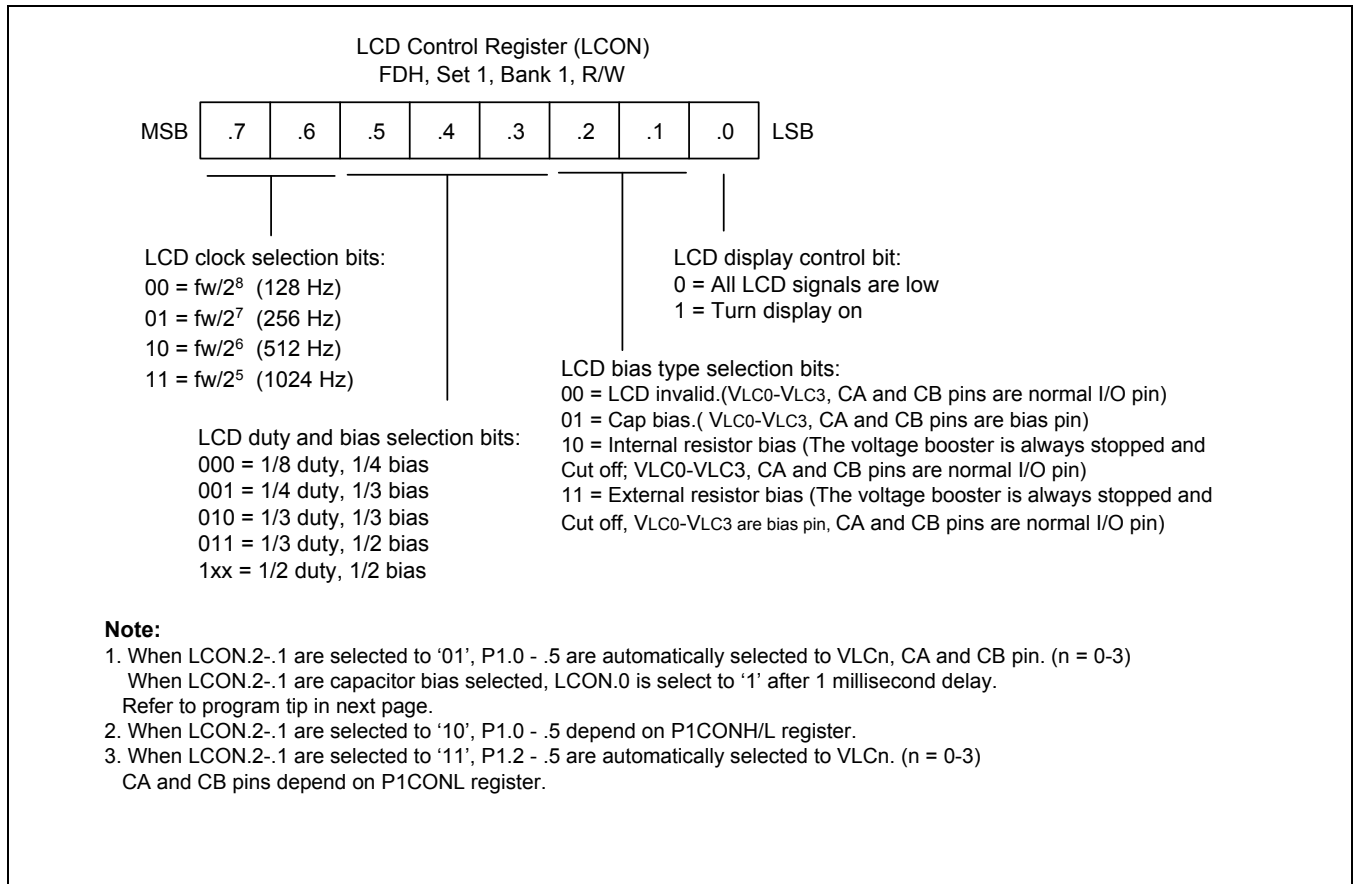 LCD Control Register (LCON)
FDH, Set 1, Bank 1, R/W
MSB .7 .6 .5 .4 .3 .2 .1 .0 LSB
LCD clock selection bits:
00 = fw/2⁸ (128 Hz)
01 = fw/2⁷ (256 Hz)
10 = fw/2⁶ (512 Hz)
11 = fw/2⁵ (1024 Hz)
LCD duty and bias selection bits:
000 = 1/8 duty, 1/4 bias
001 = 1/4 duty, 1/3 bias
010 = 1/3 duty, 1/3 bias
011 = 1/3 duty, 1/2 bias
1xx = 1/2 duty, 1/2 bias
LCD display control bit:
0 = All LCD signals are low
1 = Turn display on
LCD bias type selection bits:
00 = LCD invalid.(VLC0-VLC3, CA and CB pins are normal I/O pin)
01 = Cap bias.( VLC0-VLC3, CA and CB pins are bias pin)
10 = Internal resistor bias (The voltage booster is always stopped and
Cut off; VLC0-VLC3, CA and CB pins are normal I/O pin)
11 = External resistor bias (The voltage booster is always stopped and
Cut off, VLC0-VLC3 are bias pin, CA and CB pins are normal I/O pin)
Note:
1. When LCON.2-.1 are selected to ‘01’, P1.0 - .5 are automatically selected to VLCn, CA and CB pin. (n = 0-3)
When LCON.2-.1 are capacitor bias selected, LCON.0 is select to ‘1’ after 1 millisecond delay.
Refer to program tip in next page.
2. When LCON.2-.1 are selected to ‘10’, P1.0 - .5 depend on P1CONH/L register.
3. When LCON.2-.1 are selected to ‘11’, P1.2 - .5 are automatically selected to VLCn. (n = 0-3)
CA and CB pins depend on P1CONL register.